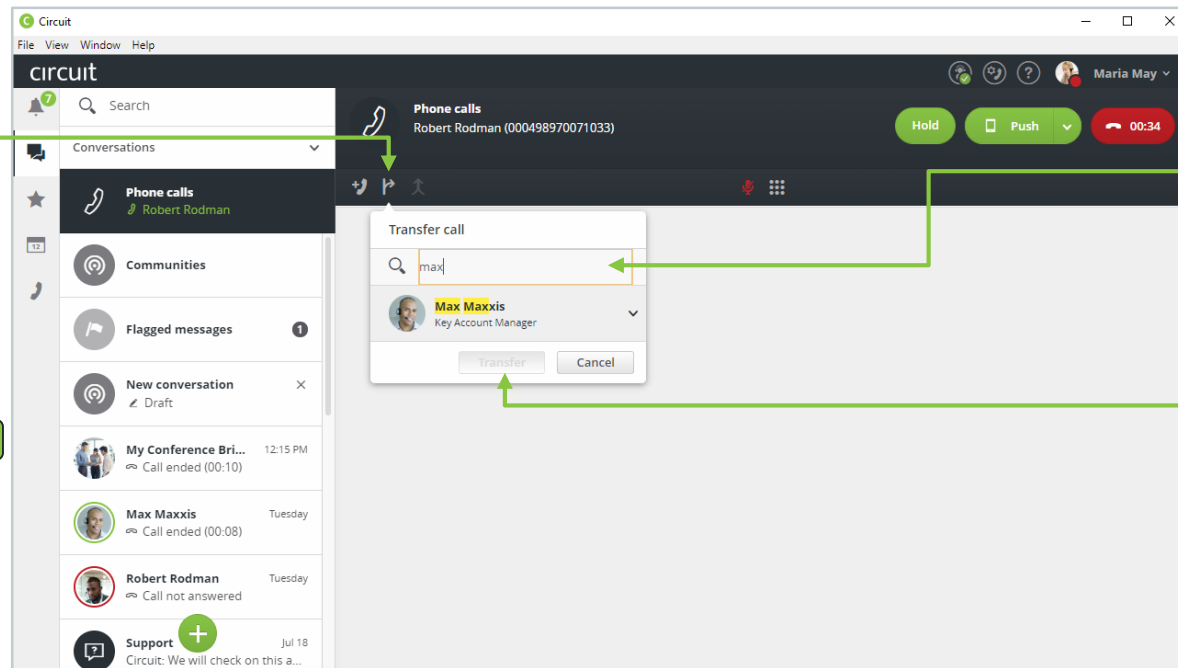 C Circuit
File View Window Help
circuit
Maria May
7
Search
Conversations
Phone calls
Robert Rodman
12
Communities
Flagged messages 1
New conversation
Draft
My Conference Bri... 12:15 PM
Call ended (00:10)
Max Maxxis Tuesday
Call ended (00:08)
Robert Rodman Tuesday
Call not answered
Support Jul 18
Circuit: We will check on this a...
Phone calls
Robert Rodman (000498970071033)
Hold Push 00:34
Transfer call
max
Max Maxxis
Key Account Manager
Transfer Cancel